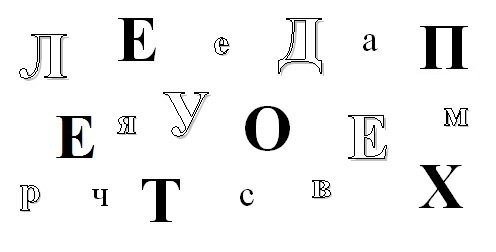 Л Е е Д а П
Е я У О Е м
р ч Т с в Х